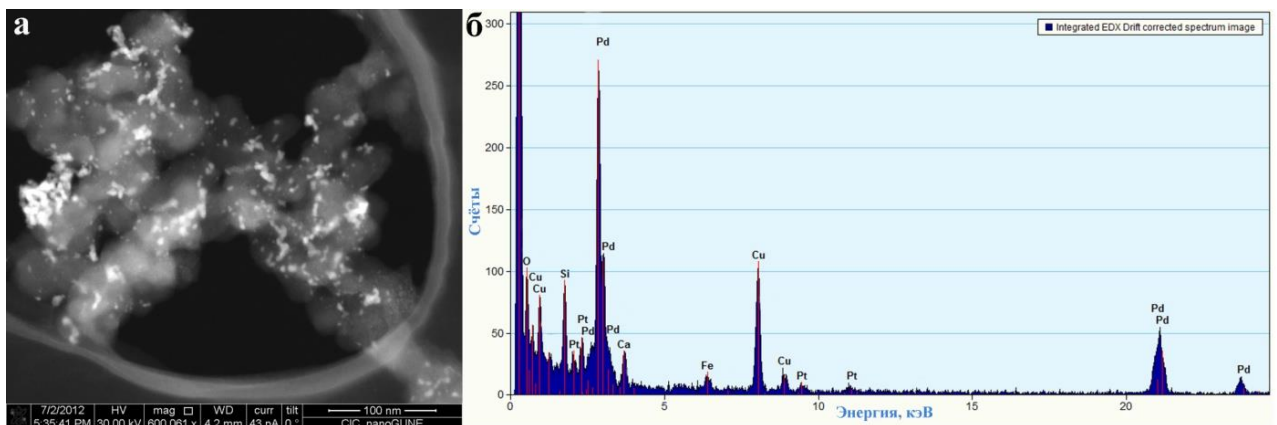 а
7/2/2012 HV mag □ WD curr tilt 100 nm
5:35:41 PM 30.00 kV 600 061 x 4.2 mm 43 pA 0 ° CIC nanoGUNE
б
Integrated EDX Drift corrected spectrum image
Счёты
300
250
200
150
100
50
0
O
Cu
Cu
Si
Pt
Pt
Pd
Pd
Pd
Pd
Ca
Fe
Cu
Cu
Pt
Pt
Pd
Pd
Pd
0 5 10 15 20
Энергия, кэВ